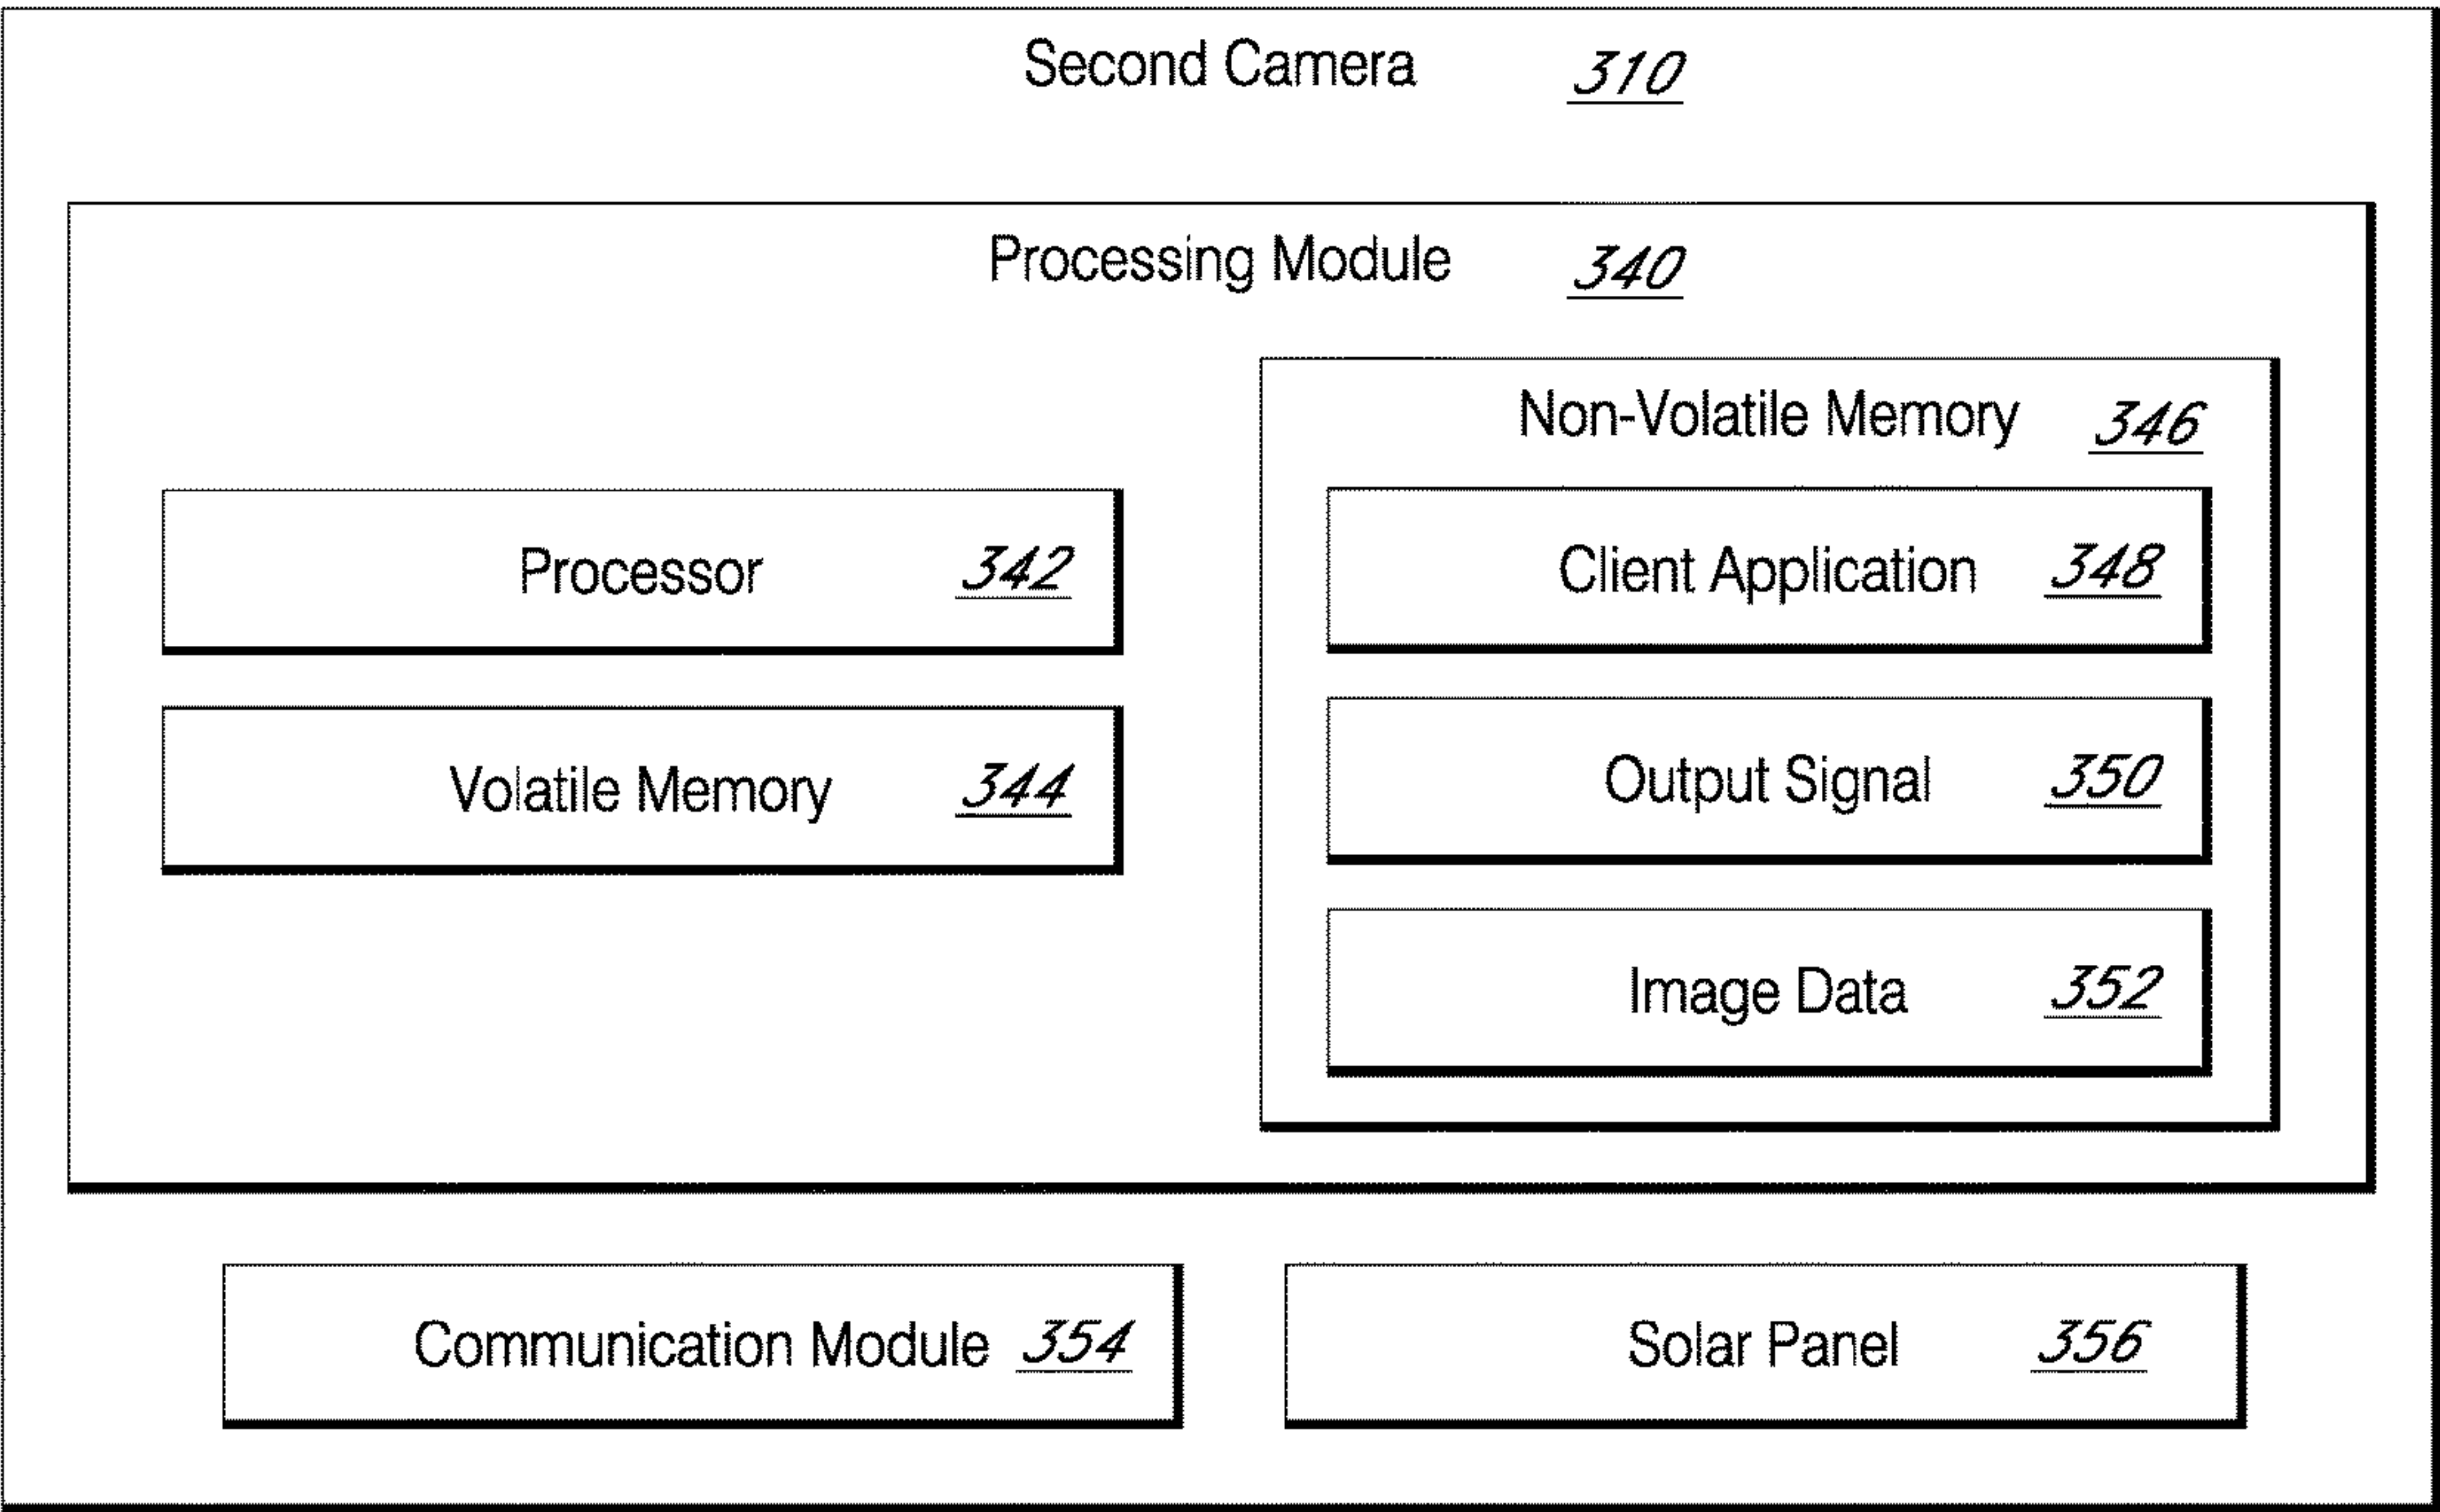 Second Camera 310
Processing Module 340
Non-Volatile Memory 346
Processor 342
Volatile Memory 344
Client Application 348
Output Signal 350
Image Data 352
Communication Module 354
Solar Panel 356